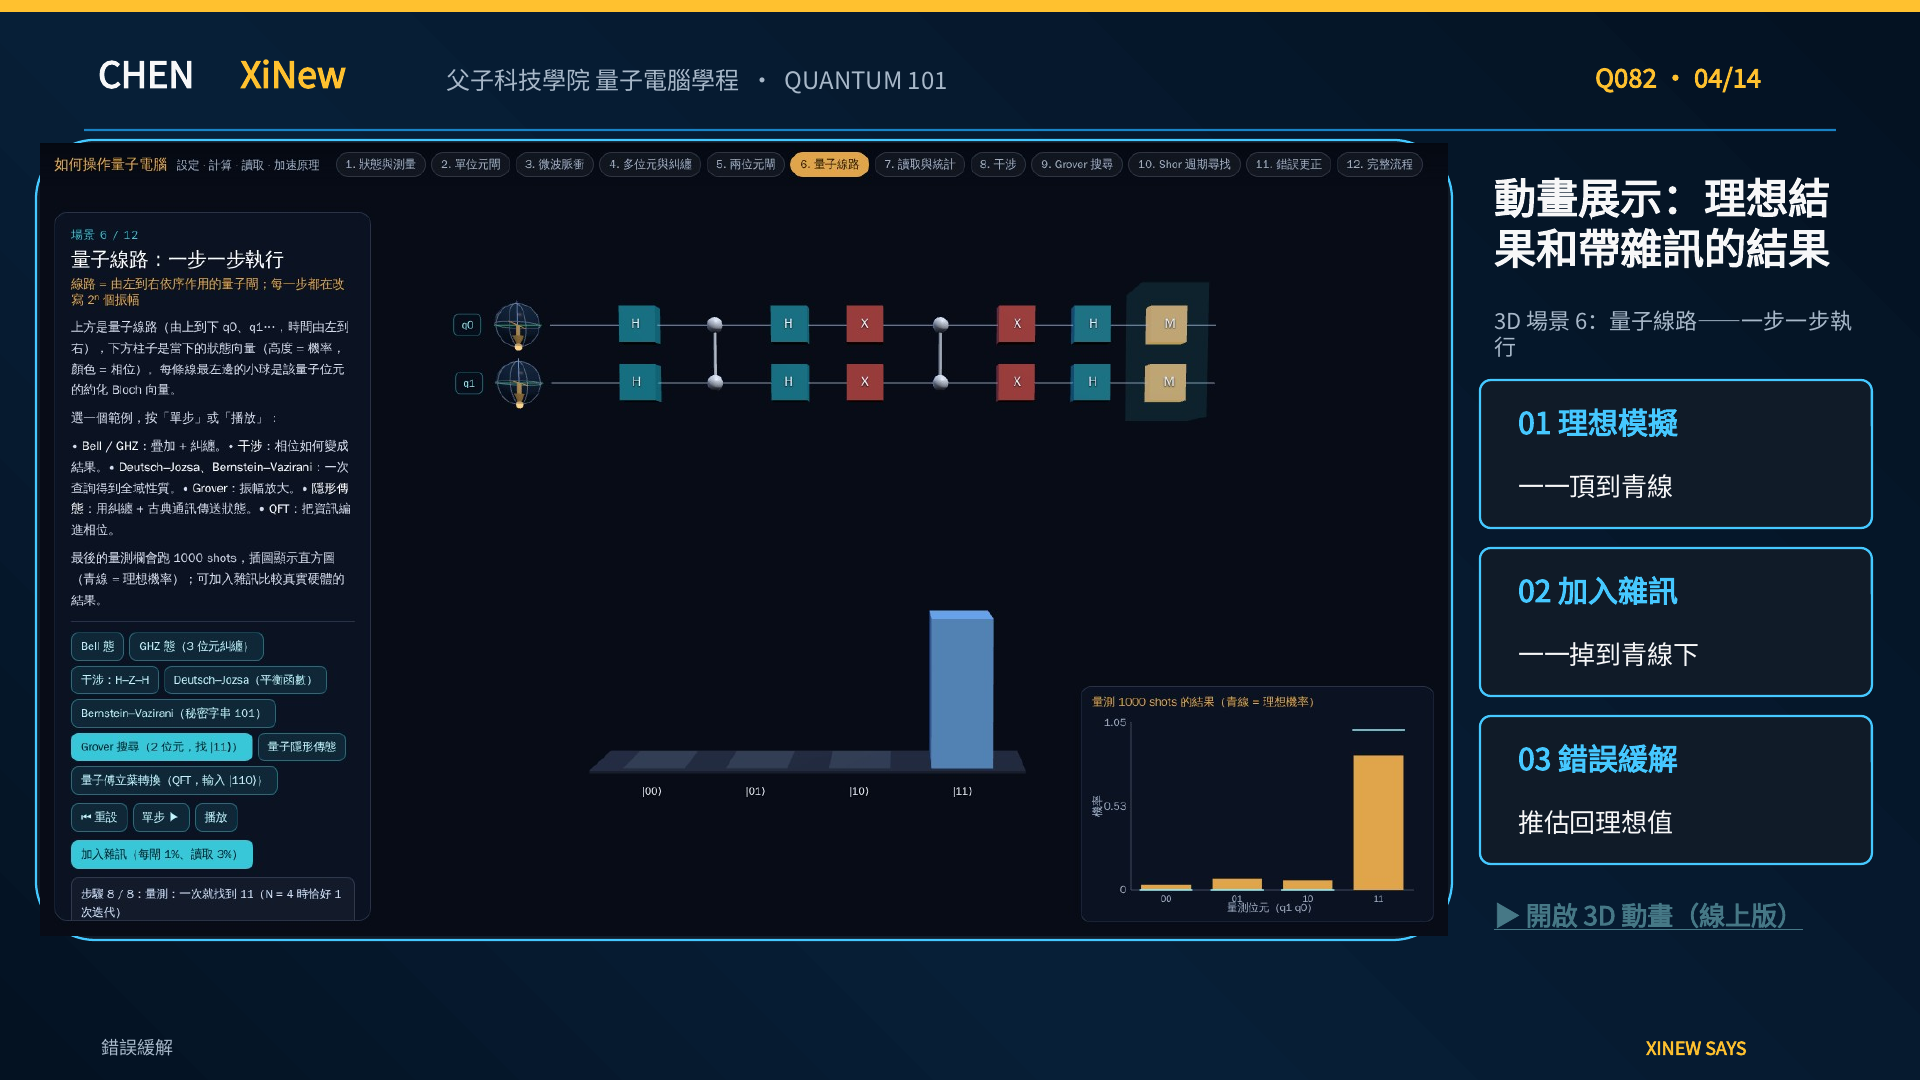 CHEN XiNew
父子科技學院 量子電腦學程 • QUANTUM 101
Q082 • 04/14
如何操作量子電腦 設定 · 計算 · 讀取 · 加速原理
1. 狀態與測量
2. 單位元閘
3. 微波脈衝
4. 多位元與糾纏
5. 兩位元閘
6. 量子線路
7. 讀取與統計
8. 干涉
9. Grover 搜尋
10. Shor 週期尋找
11. 錯誤更正
12. 完整流程
場景 6 / 12
量子線路：一步一步執行
線路 = 由左到右依序作用的量子閘；每一步都在改
寫 2ⁿ 個振幅
上方是量子線路（由上到下 q0、q1⋯，時間由左到
右），下方柱子是當下的狀態向量（高度 = 機率，
顏色 = 相位）。每條線最左邊的小球是該量子位元
的約化 Bloch 向量。
選一個範例，按「單步」或「播放」：
• Bell / GHZ：疊加 + 糾纏。• 干涉：相位如何變成
結果。• Deutsch–Jozsa、Bernstein–Vazirani：一次
查詢得到全域性質。• Grover：振幅放大。• 隱形傳
態：用糾纏 + 古典通訊傳送狀態。• QFT：把資訊編
進相位。
最後的量測欄會跑 1000 shots，插圖顯示直方圖
（青線 = 理想機率）；可加入雜訊比較真實硬體的
結果。
Bell 態
GHZ 態（3 位元糾纏）
干涉：H–Z–H
Deutsch–Jozsa（平衡函數）
Bernstein–Vazirani（秘密字串 101）
Grover 搜尋（2 位元，找 |11⟩）
量子隱形傳態
量子傅立葉轉換（QFT，輸入 |110⟩）
⏮ 重設
單步 ▶
播放
加入雜訊（每閘 1%、讀取 3%）
步驟 8 / 8：量測：一次就找到 11（N = 4 時恰好 1
次迭代）
q0 H H X X H M
q1 H H X X H M
|00⟩ |01⟩ |10⟩ |11⟩
量測 1000 shots 的結果（青線 = 理想機率）
1.05
0.53
0
機率
00 01 10 11
量測位元（q1 q0）
動畫展示：理想結
果和帶雜訊的結果
3D 場景 6：量子線路——一步一步執
行
01 理想模擬
一一頂到青線
02 加入雜訊
一一掉到青線下
03 錯誤緩解
推估回理想值
▶ 開啟 3D 動畫（線上版）
錯誤緩解
XINEW SAYS